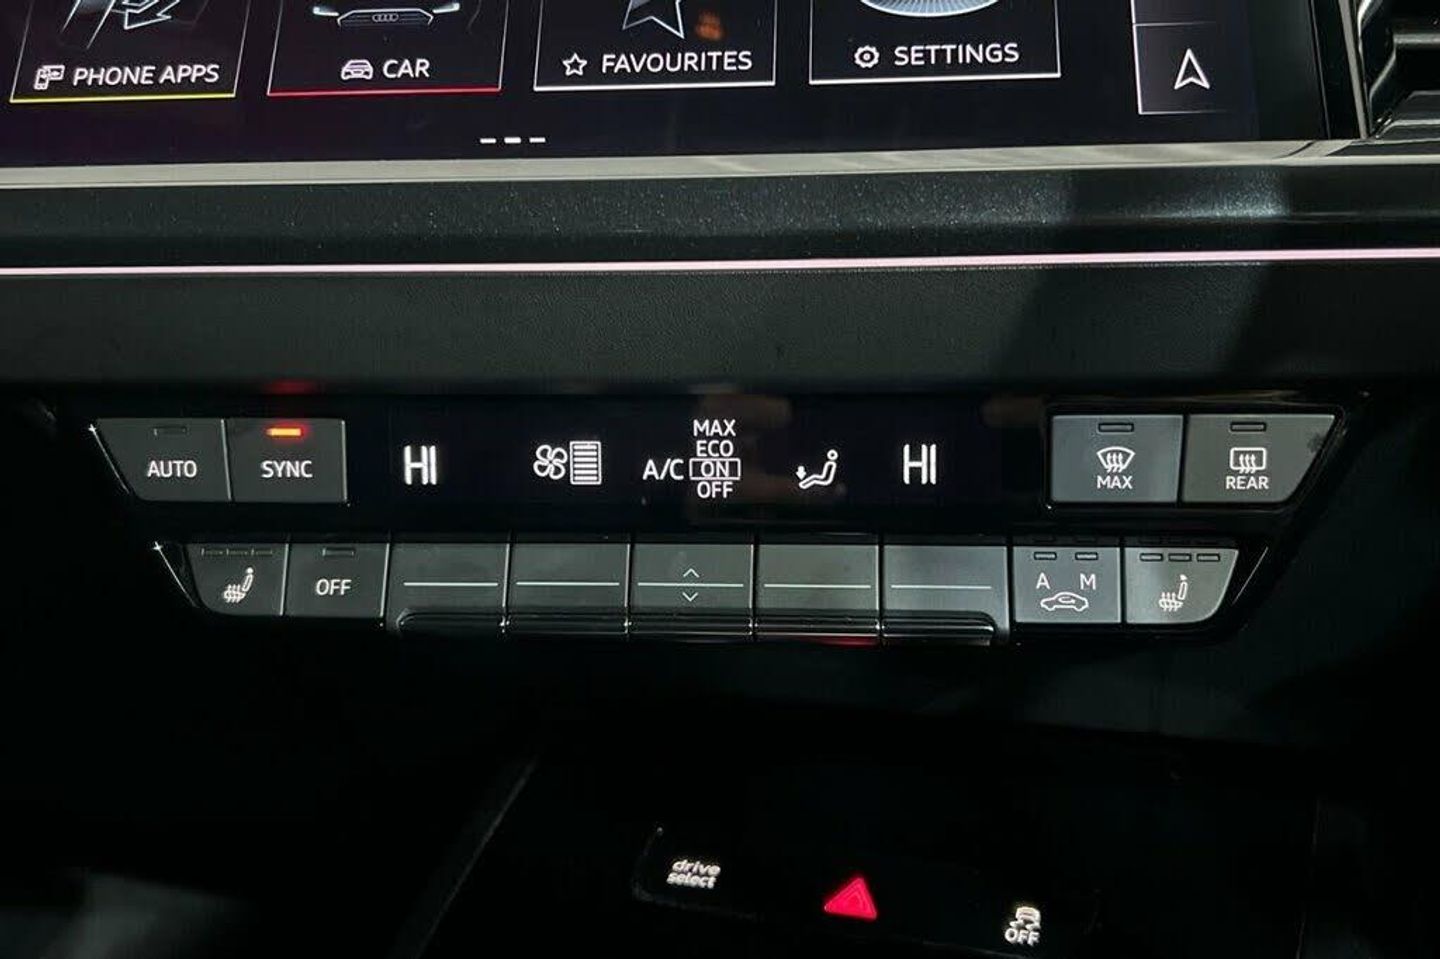 PHONE APPS
CAR
FAVOURITES
SETTINGS
AUTO
SYNC
HI
A/C
MAX
ECO
ON
OFF
HI
MAX
REAR
OFF
A M
drive
select
OFF